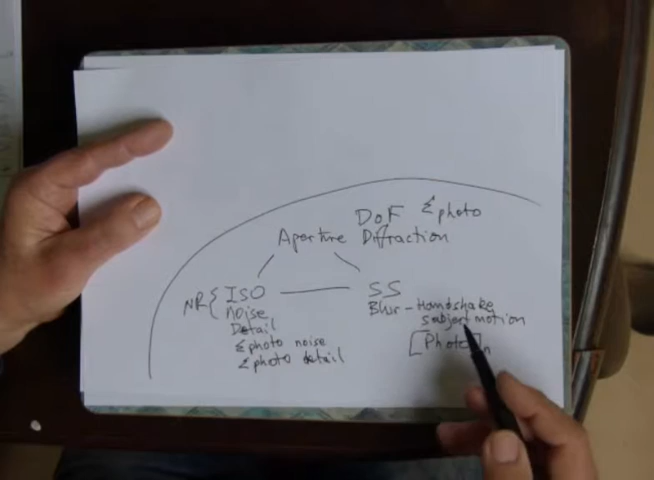 DoF Σphoto
Aperture Diffraction
NR{ ISO
Noise
Detail
Σphoto noise
Σphoto detail
SS
Blur - Handshake
subject motion
[Photo]n